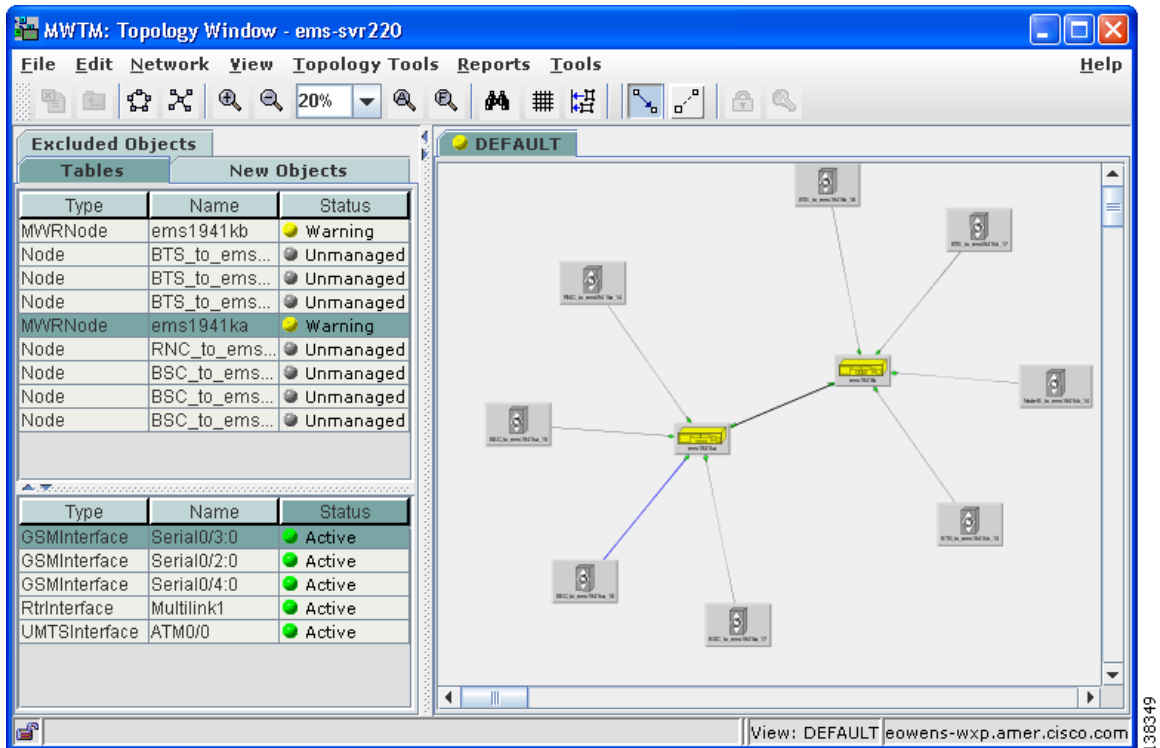 MWTM: Topology Window - ems-svr220
File Edit Network View Topology Tools Reports Tools Help
20%
Excluded Objects
Tables New Objects
Type Name Status
MWRNode ems1941kb Warning
Node BTS_to_ems... Unmanaged
Node BTS_to_ems... Unmanaged
Node BTS_to_ems... Unmanaged
MWRNode ems1941ka Warning
Node RNC_to_ems... Unmanaged
Node BSC_to_ems... Unmanaged
Node BSC_to_ems... Unmanaged
Node BSC_to_ems... Unmanaged
Type Name Status
GSMInterface Serial0/3:0 Active
GSMInterface Serial0/2:0 Active
GSMInterface Serial0/4:0 Active
RtrInterface Multilink1 Active
UMTSInterface ATM0/0 Active
DEFAULT
View: DEFAULT eowens-wxp.amer.cisco.com
138349